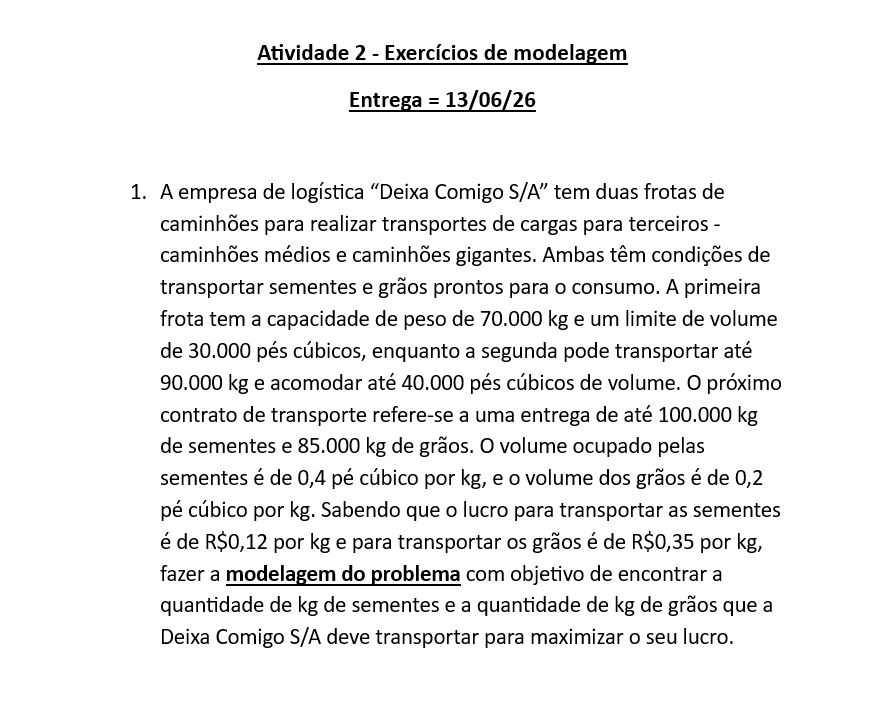 Atividade 2 - Exercícios de modelagem
Entrega = 13/06/26
1. A empresa de logística “Deixa Comigo S/A” tem duas frotas de
caminhões para realizar transportes de cargas para terceiros -
caminhões médios e caminhões gigantes. Ambas têm condições de
transportar sementes e grãos prontos para o consumo. A primeira
frota tem a capacidade de peso de 70.000 kg e um limite de volume
de 30.000 pés cúbicos, enquanto a segunda pode transportar até
90.000 kg e acomodar até 40.000 pés cúbicos de volume. O próximo
contrato de transporte refere-se a uma entrega de até 100.000 kg
de sementes e 85.000 kg de grãos. O volume ocupado pelas
sementes é de 0,4 pé cúbico por kg, e o volume dos grãos é de 0,2
pé cúbico por kg. Sabendo que o lucro para transportar as sementes
é de R$0,12 por kg e para transportar os grãos é de R$0,35 por kg,
fazer a modelagem do problema com objetivo de encontrar a
quantidade de kg de sementes e a quantidade de kg de grãos que a
Deixa Comigo S/A deve transportar para maximizar o seu lucro.